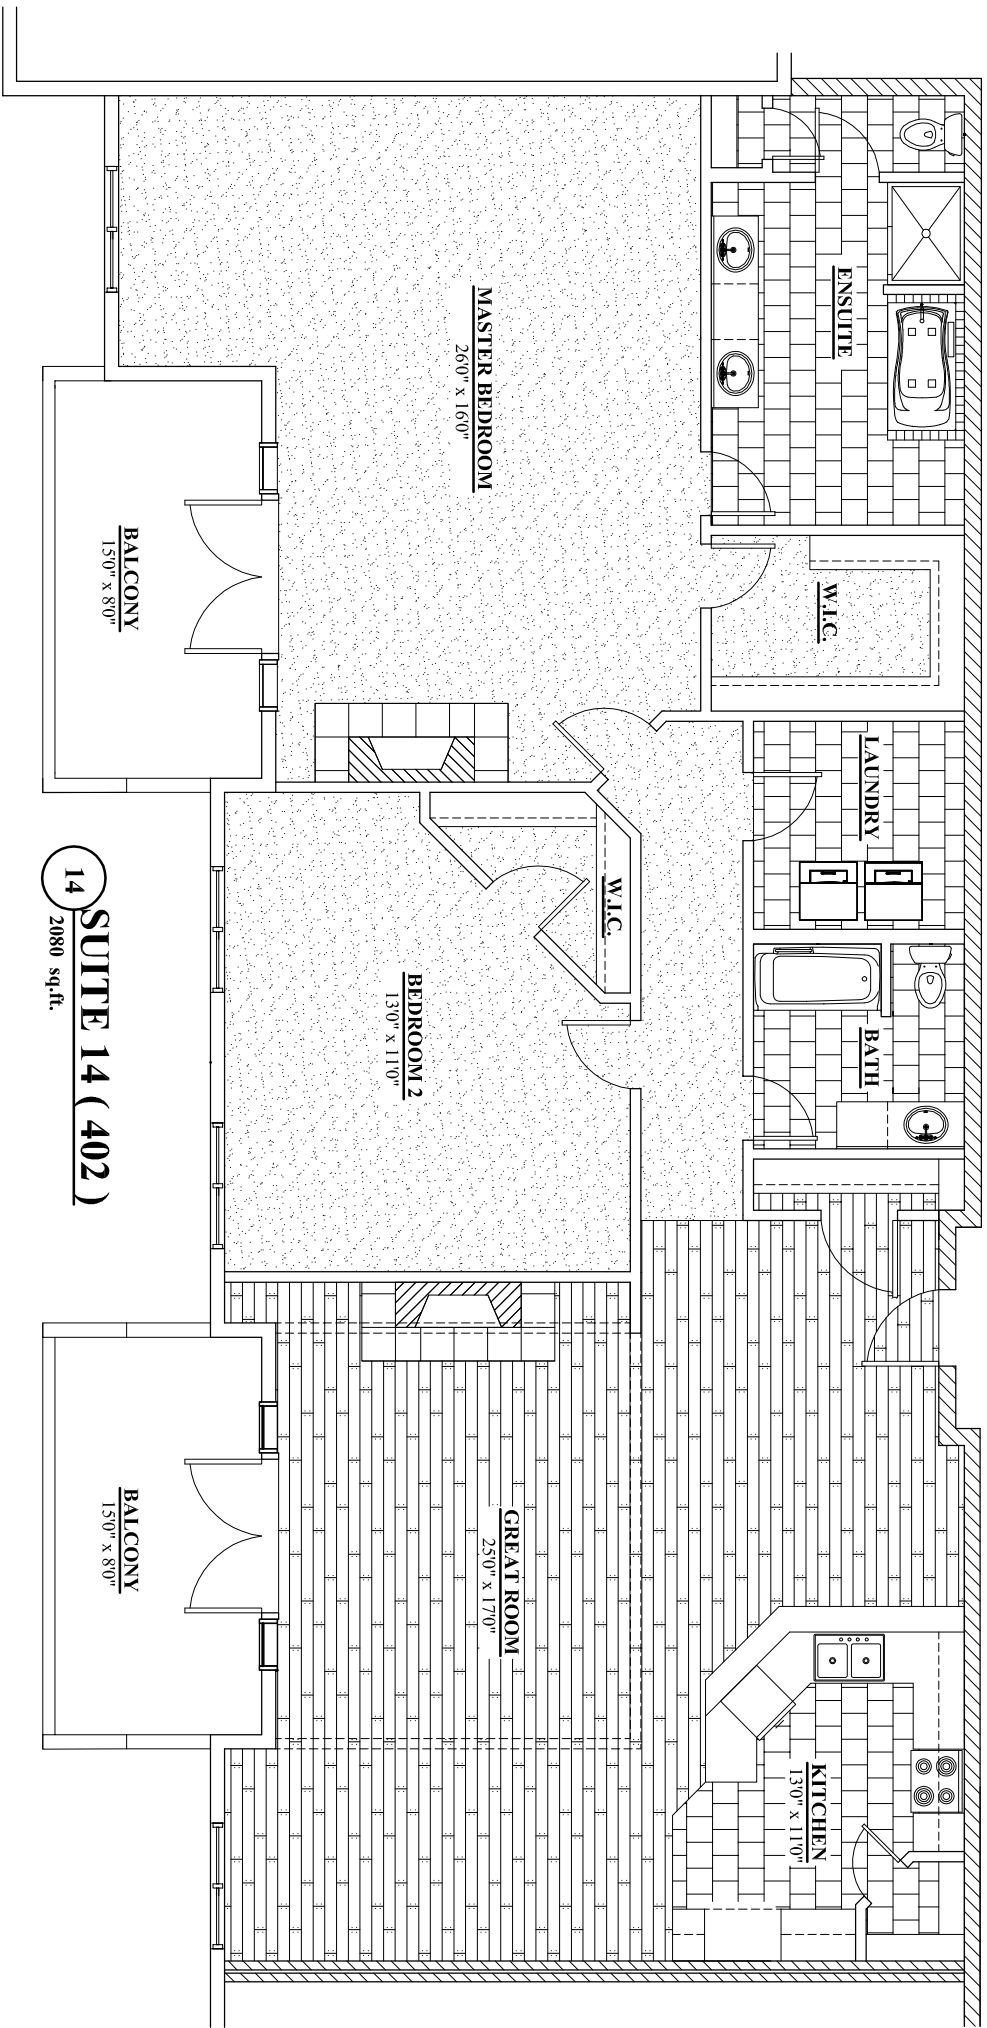 ENSUITE
MASTER BEDROOM
26'0" x 16'0"
BALCONY
15'0" x 8'0"
W.I.C.
LAUNDRY
W.I.C.
BATH
BEDROOM 2
13'0" x 11'0"
GREAT ROOM
25'0" x 17'0"
KITCHEN
13'0" x 11'0"
BALCONY
15'0" x 8'0"
14
SUITE 14 ( 402 )
2080 sq.ft.